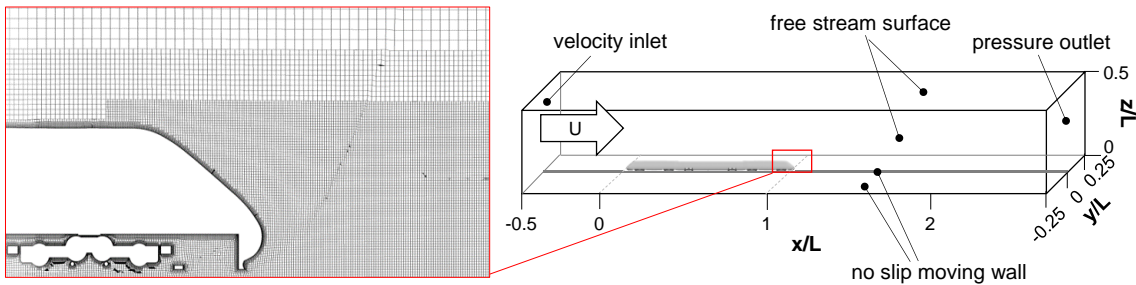 velocity inlet
free stream surface
pressure outlet
U
0.5
z/L
0
0.25
0
-0.25
y/L
-0.5
0
1
2
x/L
no slip moving wall